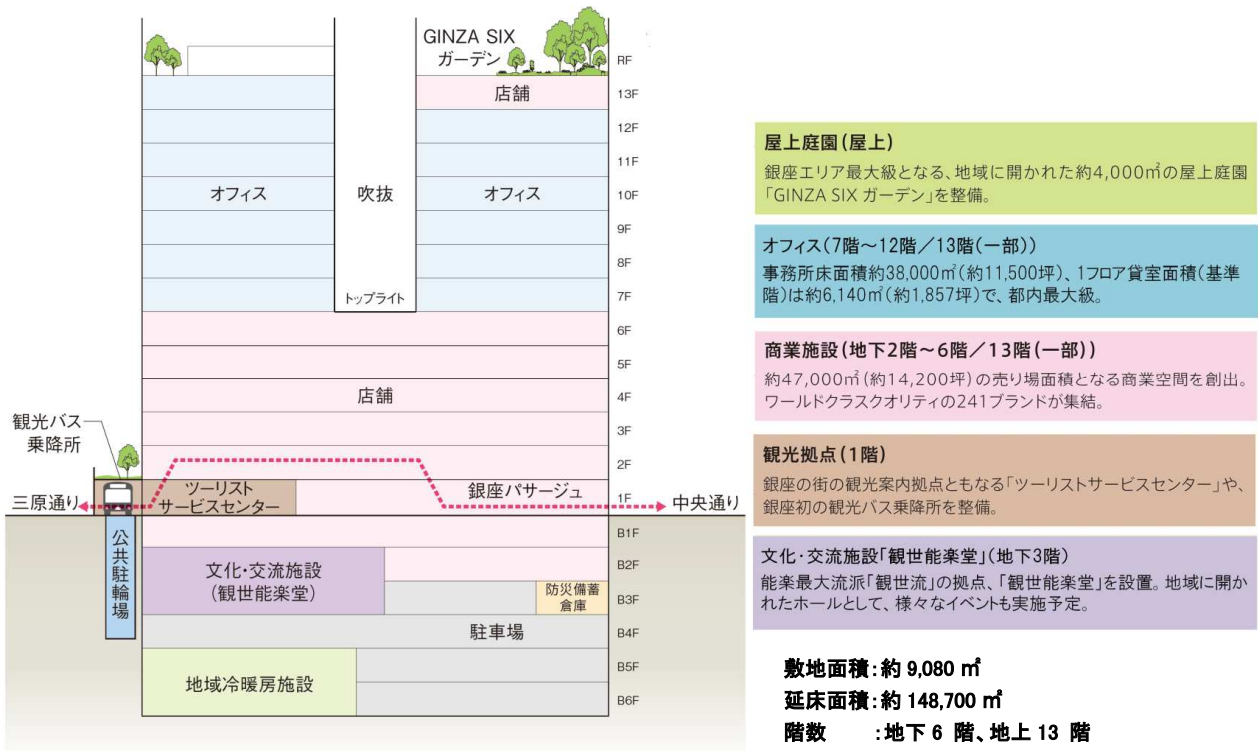 GINZA SIX
ガーデン
RF
店舗
13F
12F
11F
オフィス
吹抜
オフィス
10F
9F
8F
トップライト
7F
6F
5F
店舗
4F
3F
観光バス
乗降所
2F
三原通り
ツーリスト
サービスセンター
銀座パサージュ
1F
中央通り
公共駐輪場
B1F
文化・交流施設
(観世能楽堂)
B2F
防災備蓄
倉庫
B3F
駐車場
B4F
地域冷暖房施設
B5F
B6F
屋上庭園(屋上)
銀座エリア最大級となる、地域に開かれた約4,000㎡の屋上庭園
「GINZA SIX ガーデン」を整備。
オフィス(7階～12階/13階(一部))
事務所床面積約38,000㎡(約11,500坪)、1フロア貸室面積(基準
階)は約6,140㎡(約1,857坪)で、都内最大級。
商業施設(地下2階～6階/13階(一部))
約47,000㎡(約14,200坪)の売り場面積となる商業空間を創出。
ワールドクラスクオリティの241ブランドが集結。
観光拠点(1階)
銀座の街の観光案内拠点ともなる「ツーリストサービスセンター」や、
銀座初の観光バス乗降所を整備。
文化・交流施設「観世能楽堂」(地下3階)
能楽最大流派「観世流」の拠点、「観世能楽堂」を設置。地域に開か
れたホールとして、様々なイベントも実施予定。
敷地面積:約 9,080 ㎡
延床面積:約 148,700 ㎡
階数 :地下 6 階、地上 13 階